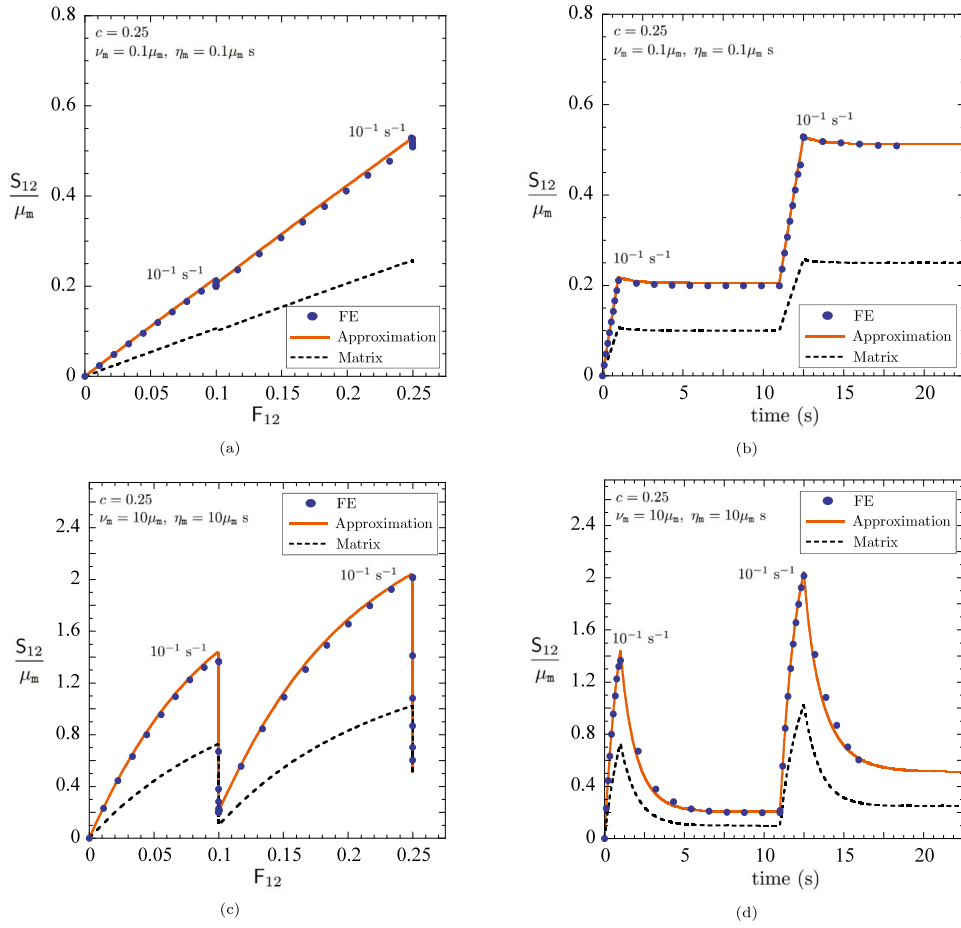 0.8
c = 0.25
νₘ = 0.1μₘ, ηₘ = 0.1μₘ s
0.6
10⁻¹ s⁻¹
S₁₂
μₘ
0.4
10⁻¹ s⁻¹
0.2
FE
Approximation
Matrix
0
0 0.05 0.10 0.15 0.20 0.25
F₁₂
(a)
0.8
c = 0.25
νₘ = 0.1μₘ, ηₘ = 0.1μₘ s
0.6
10⁻¹ s⁻¹
S₁₂
μₘ
0.4
10⁻¹ s⁻¹
0.2
FE
Approximation
Matrix
0
0 5 10 15 20
time (s)
(b)
c = 0.25
νₘ = 10μₘ, ηₘ = 10μₘ s
FE
Approximation
Matrix
2.4
2
10⁻¹ s⁻¹
1.6
10⁻¹ s⁻¹
S₁₂
μₘ
1.2
0.8
0.4
0
0 0.05 0.10 0.15 0.20 0.25
F₁₂
(c)
c = 0.25
νₘ = 10μₘ, ηₘ = 10μₘ s
FE
Approximation
Matrix
2.4
2
10⁻¹ s⁻¹
1.6
10⁻¹ s⁻¹
S₁₂
μₘ
1.2
0.8
0.4
0
0 5 10 15 20
time (s)
(d)